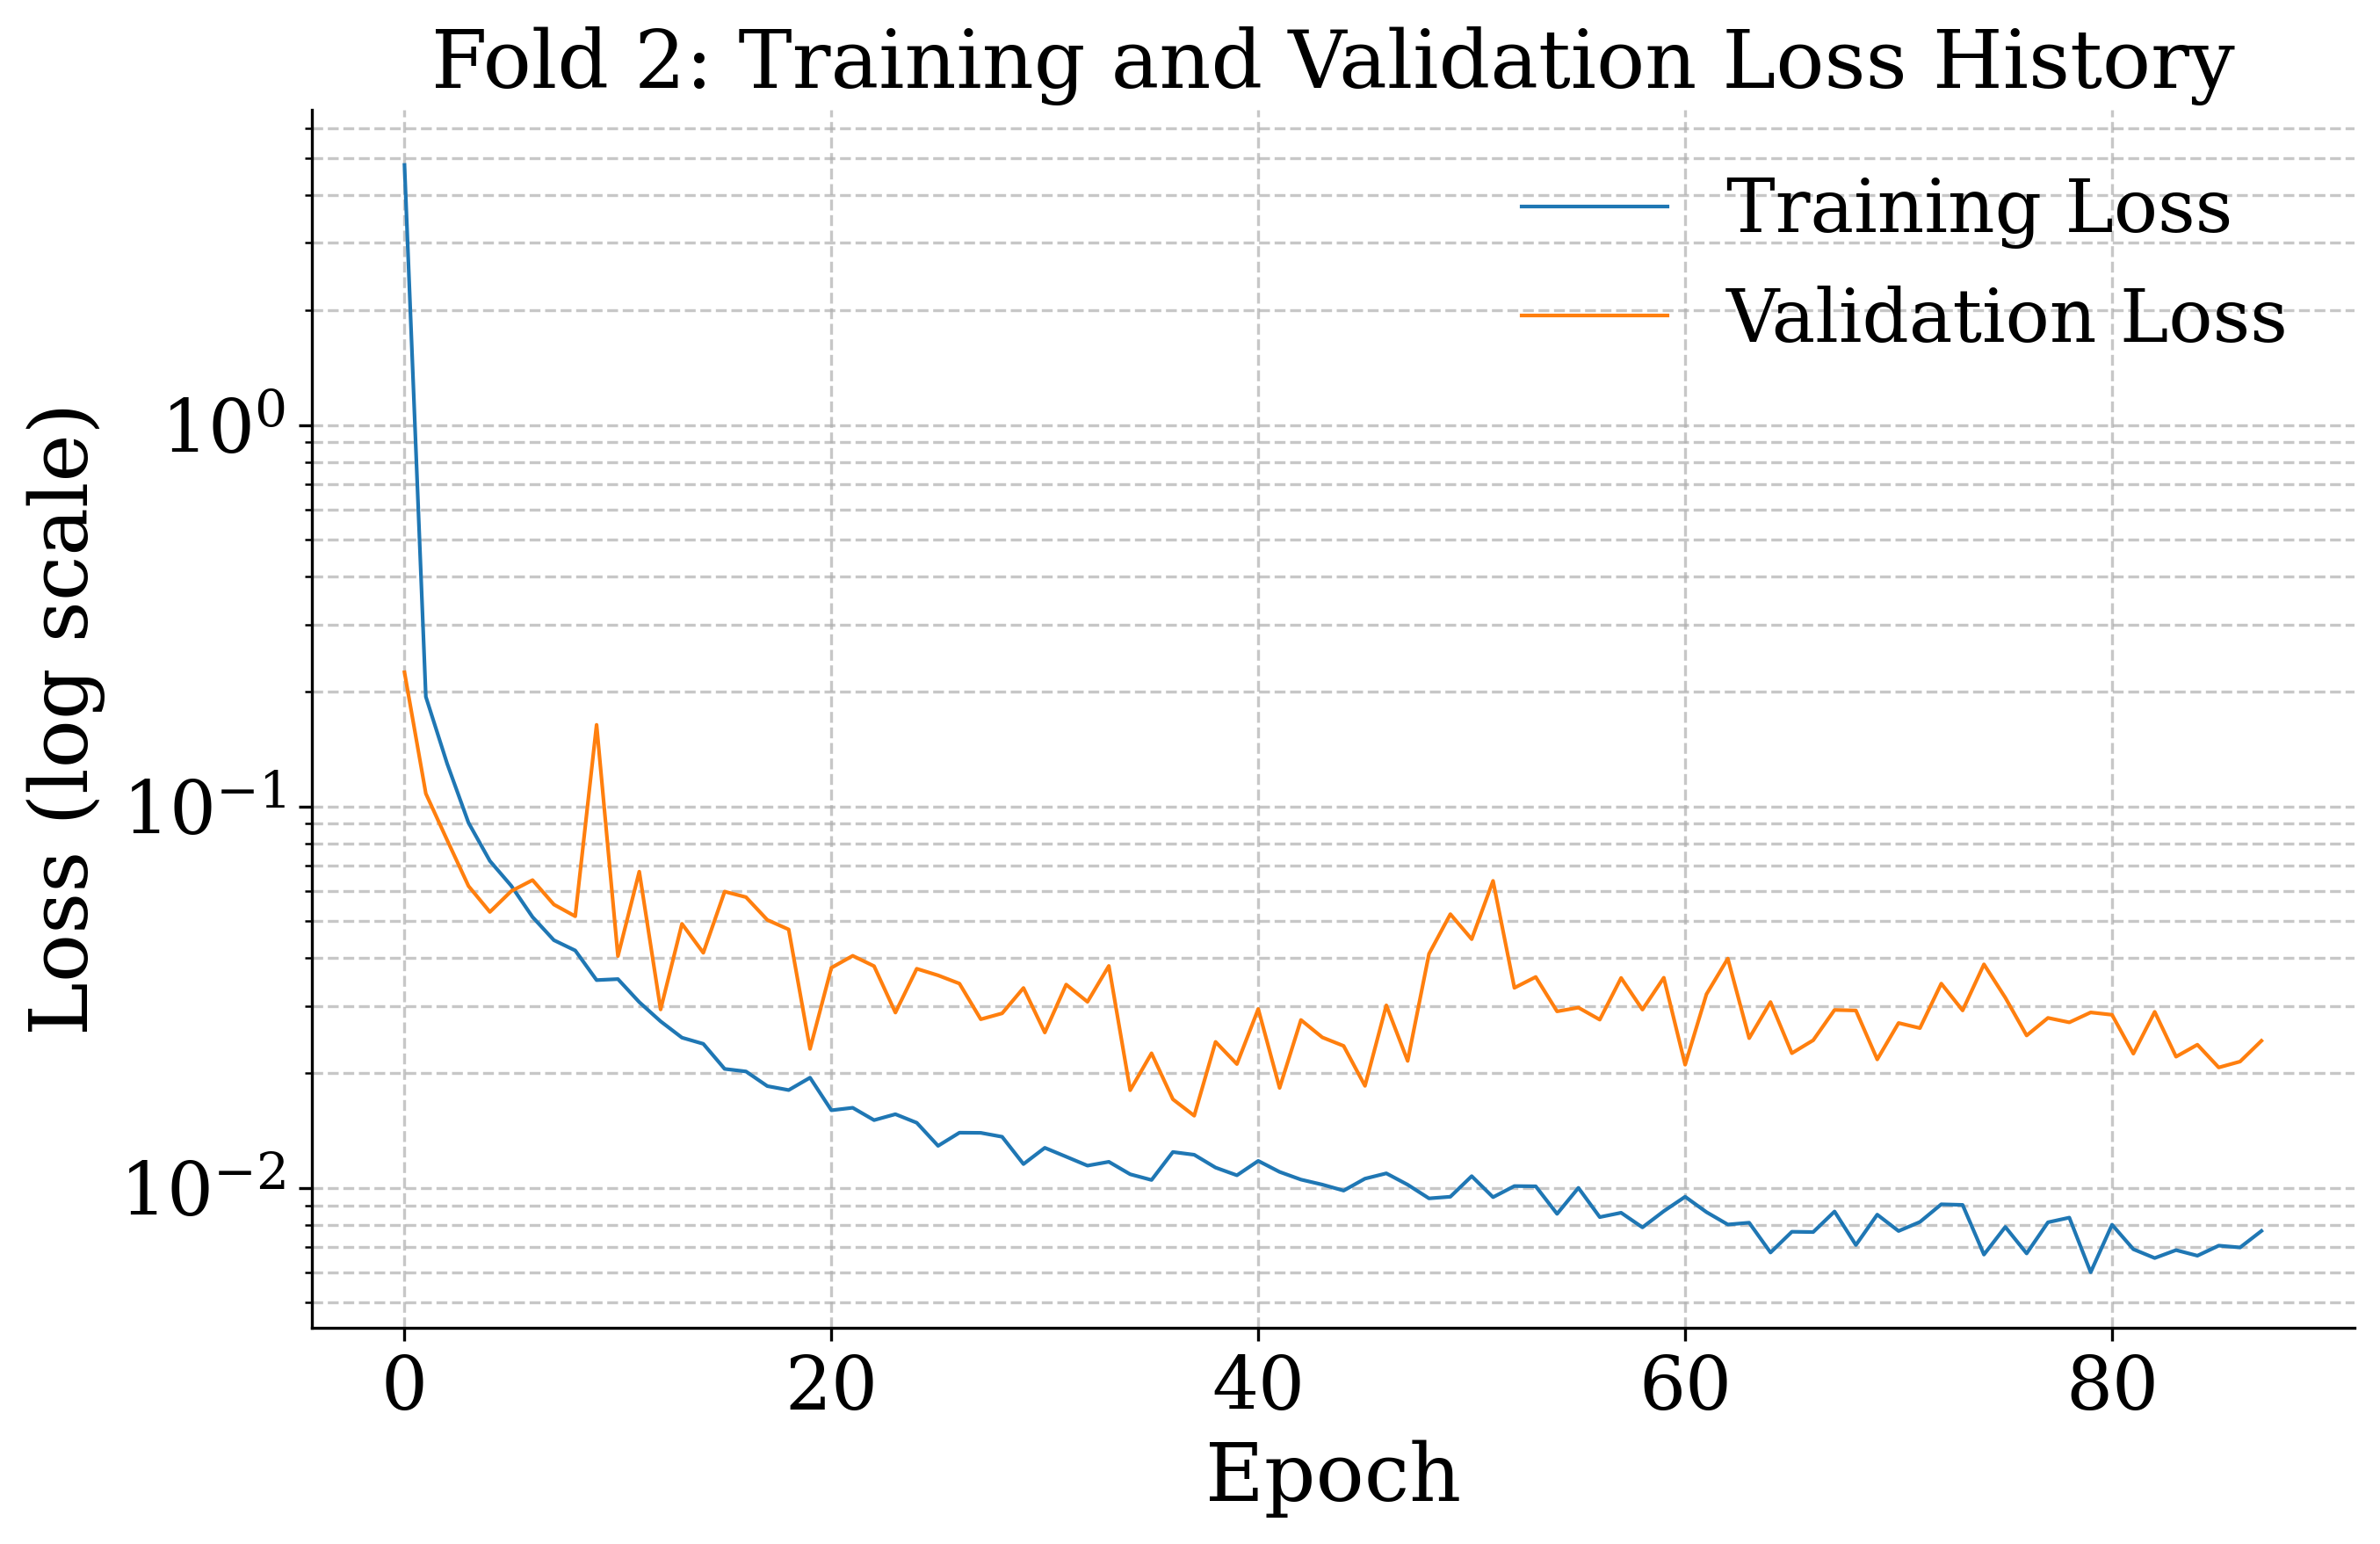 Fold 2: Training and Validation Loss History
Training Loss
Validation Loss
Loss (log scale)
10⁰
10⁻¹
10⁻²
0 20 40 60 80
Epoch